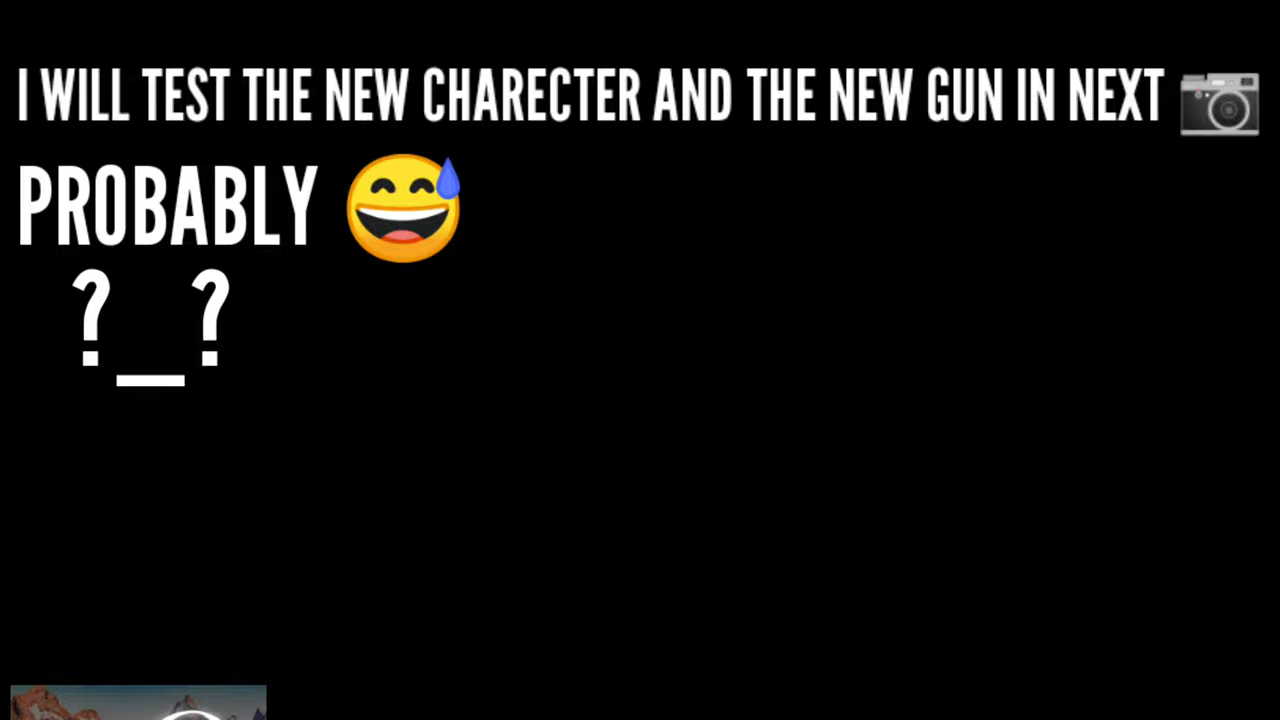 I WILL TEST THE NEW CHARECTER AND THE NEW GUN IN NEXT 📷
PROBABLY 😅
?_?